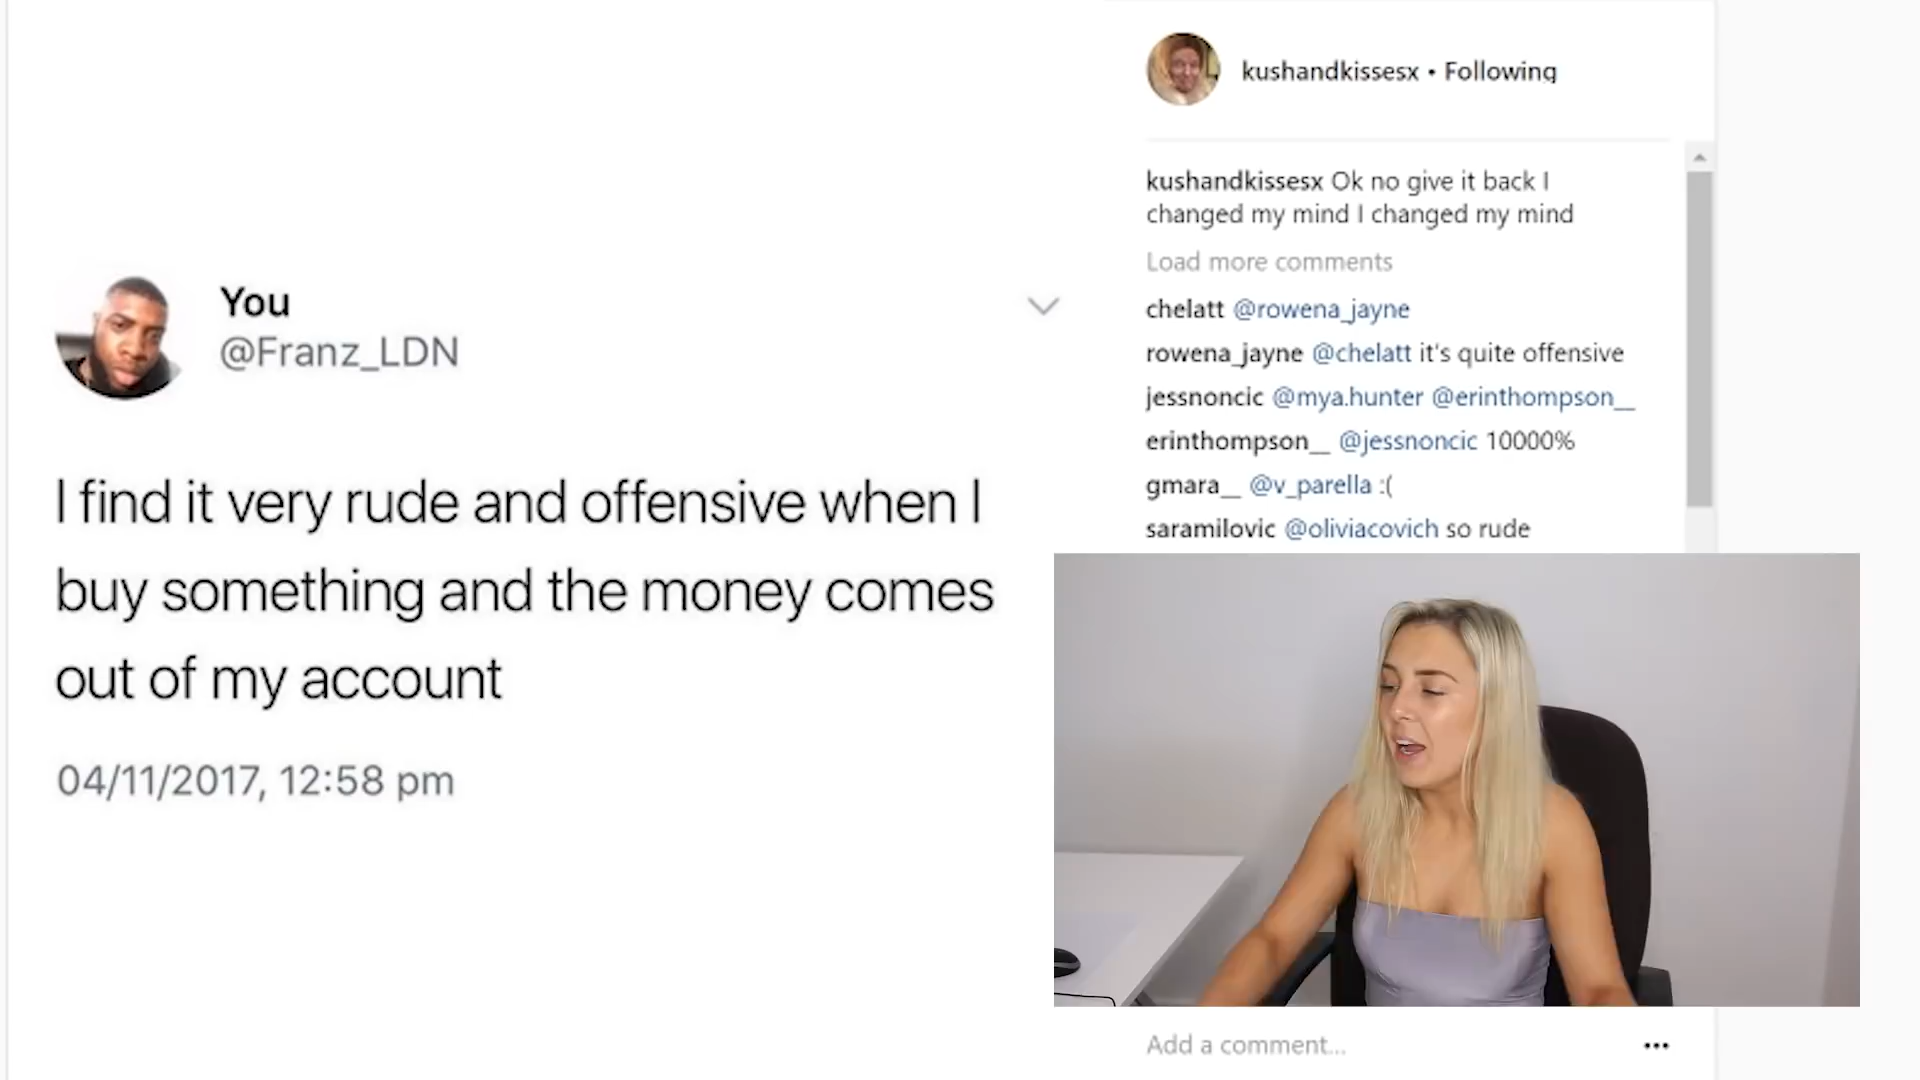 You
@Franz_LDN
I find it very rude and offensive when I
buy something and the money comes
out of my account
04/11/2017, 12:58 pm
kushandkissesx • Following
kushandkissesx Ok no give it back I
changed my mind I changed my mind
Load more comments
chelatt @rowena_jayne
rowena_jayne @chelatt it's quite offensive
jessnoncic @mya.hunter @erinthompson__
erinthompson__ @jessnoncic 10000%
gmara__ @v_parella :(
saramilovic @oliviacovich so rude
Add a comment...